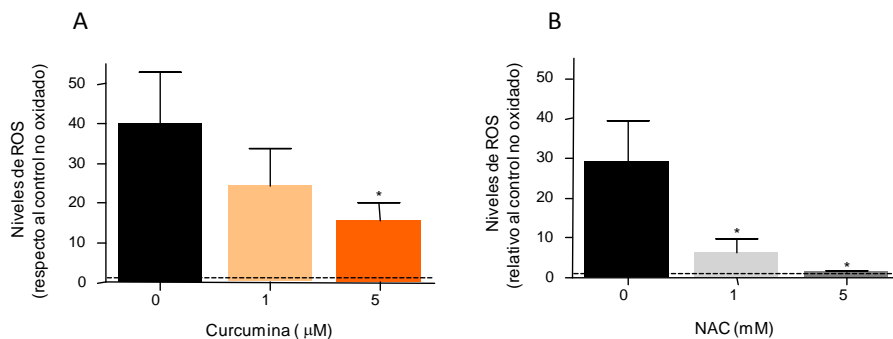 A
Niveles de ROS
(respecto al control no oxidado)
50
40
30
20
10
0
*
0
1
5
Curcumina ( μM)
B
Niveles de ROS
(relativo al control no oxidado)
50
40
30
20
10
0
*
*
0
1
5
NAC (mM)